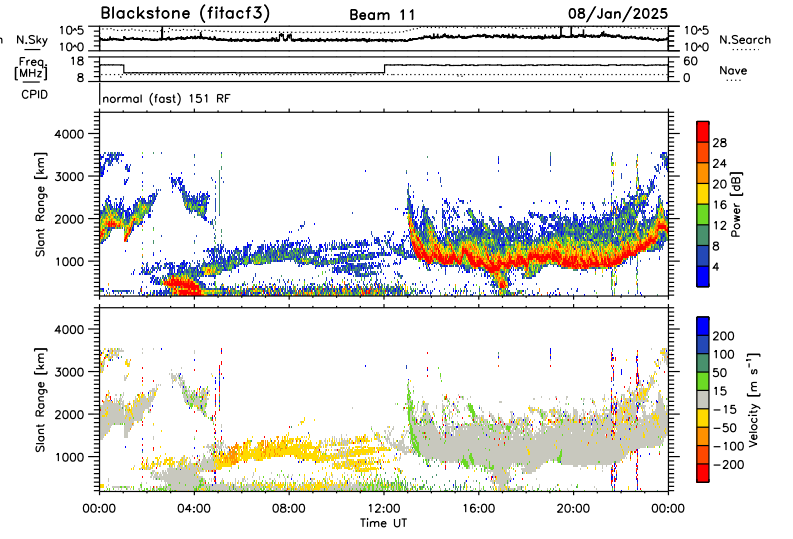 Blackstone (fitacf3) Beam 11 08/Jan/2025
n N.Sky 10^5 10^0 10^5 10^0 N.Search
Freq. [MHz] 18 8 60 0 Nave
CPID normal (fast) 151 RF
Slant Range [km] 4000 3000 2000 1000
28 24 20 16 12 8 4 Power [dB]
Slant Range [km] 4000 3000 2000 1000
200 100 50 15 -15 -50 -100 -200 Velocity [m s⁻¹]
00:00 04:00 08:00 12:00 16:00 20:00 00:00
Time UT